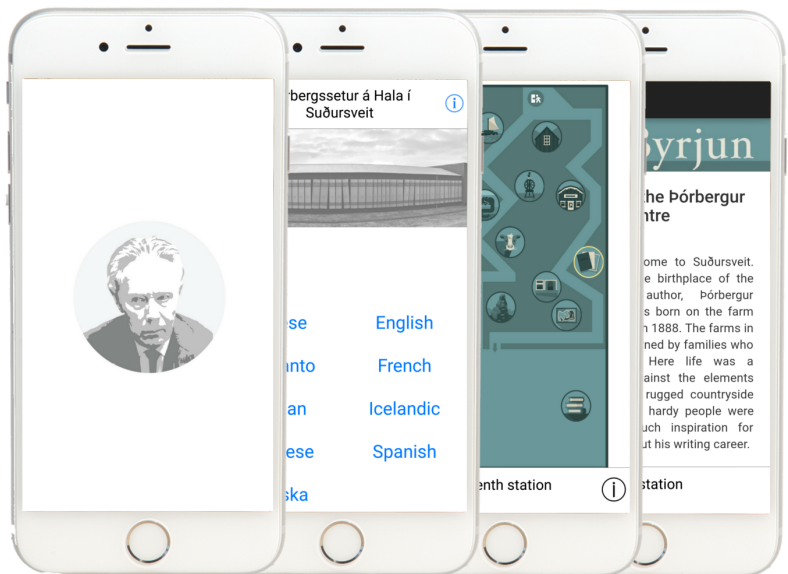 rbergssetur á Hala í
Suðursveit
se English
nto French
an Icelandic
ese Spanish
ska
enth station
Byrjun
the Þórbergur
ntre
ome to Suðursveit.
e birthplace of the
author, Þórbergur
s born on the farm
n 1888. The farms in
ned by families who
Here life was a
ainst the elements
rugged countryside
hardy people were
uch inspiration for
ut his writing career.
station